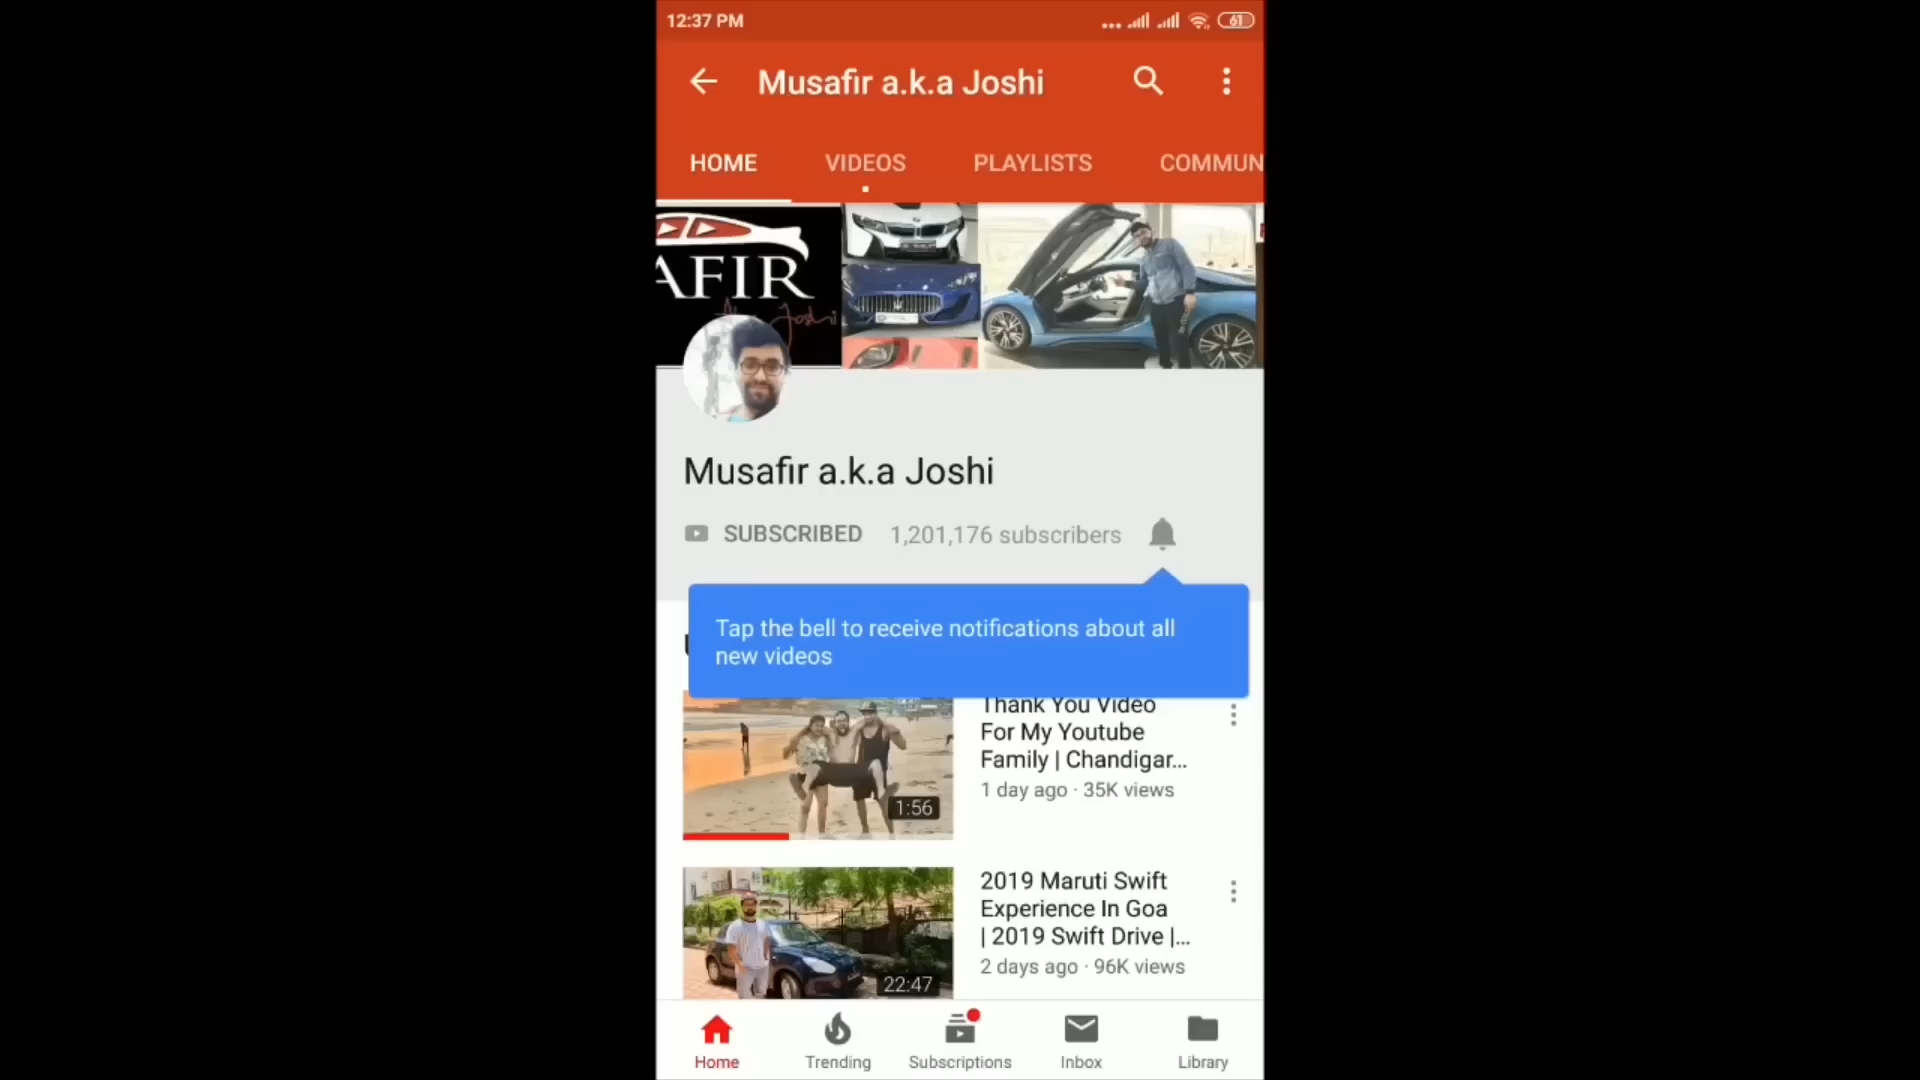 12:37 PM
61
Musafir a.k.a Joshi
HOME
VIDEOS
PLAYLISTS
COMMUN
AFIR
Joshi
Musafir a.k.a Joshi
SUBSCRIBED
1,201,176 subscribers
Tap the bell to receive notifications about all
new videos
Thank You Video
For My Youtube
Family | Chandigar...
1 day ago · 35K views
1:56
2019 Maruti Swift
Experience In Goa
| 2019 Swift Drive |...
2 days ago · 96K views
22:47
Home
Trending
Subscriptions
Inbox
Library